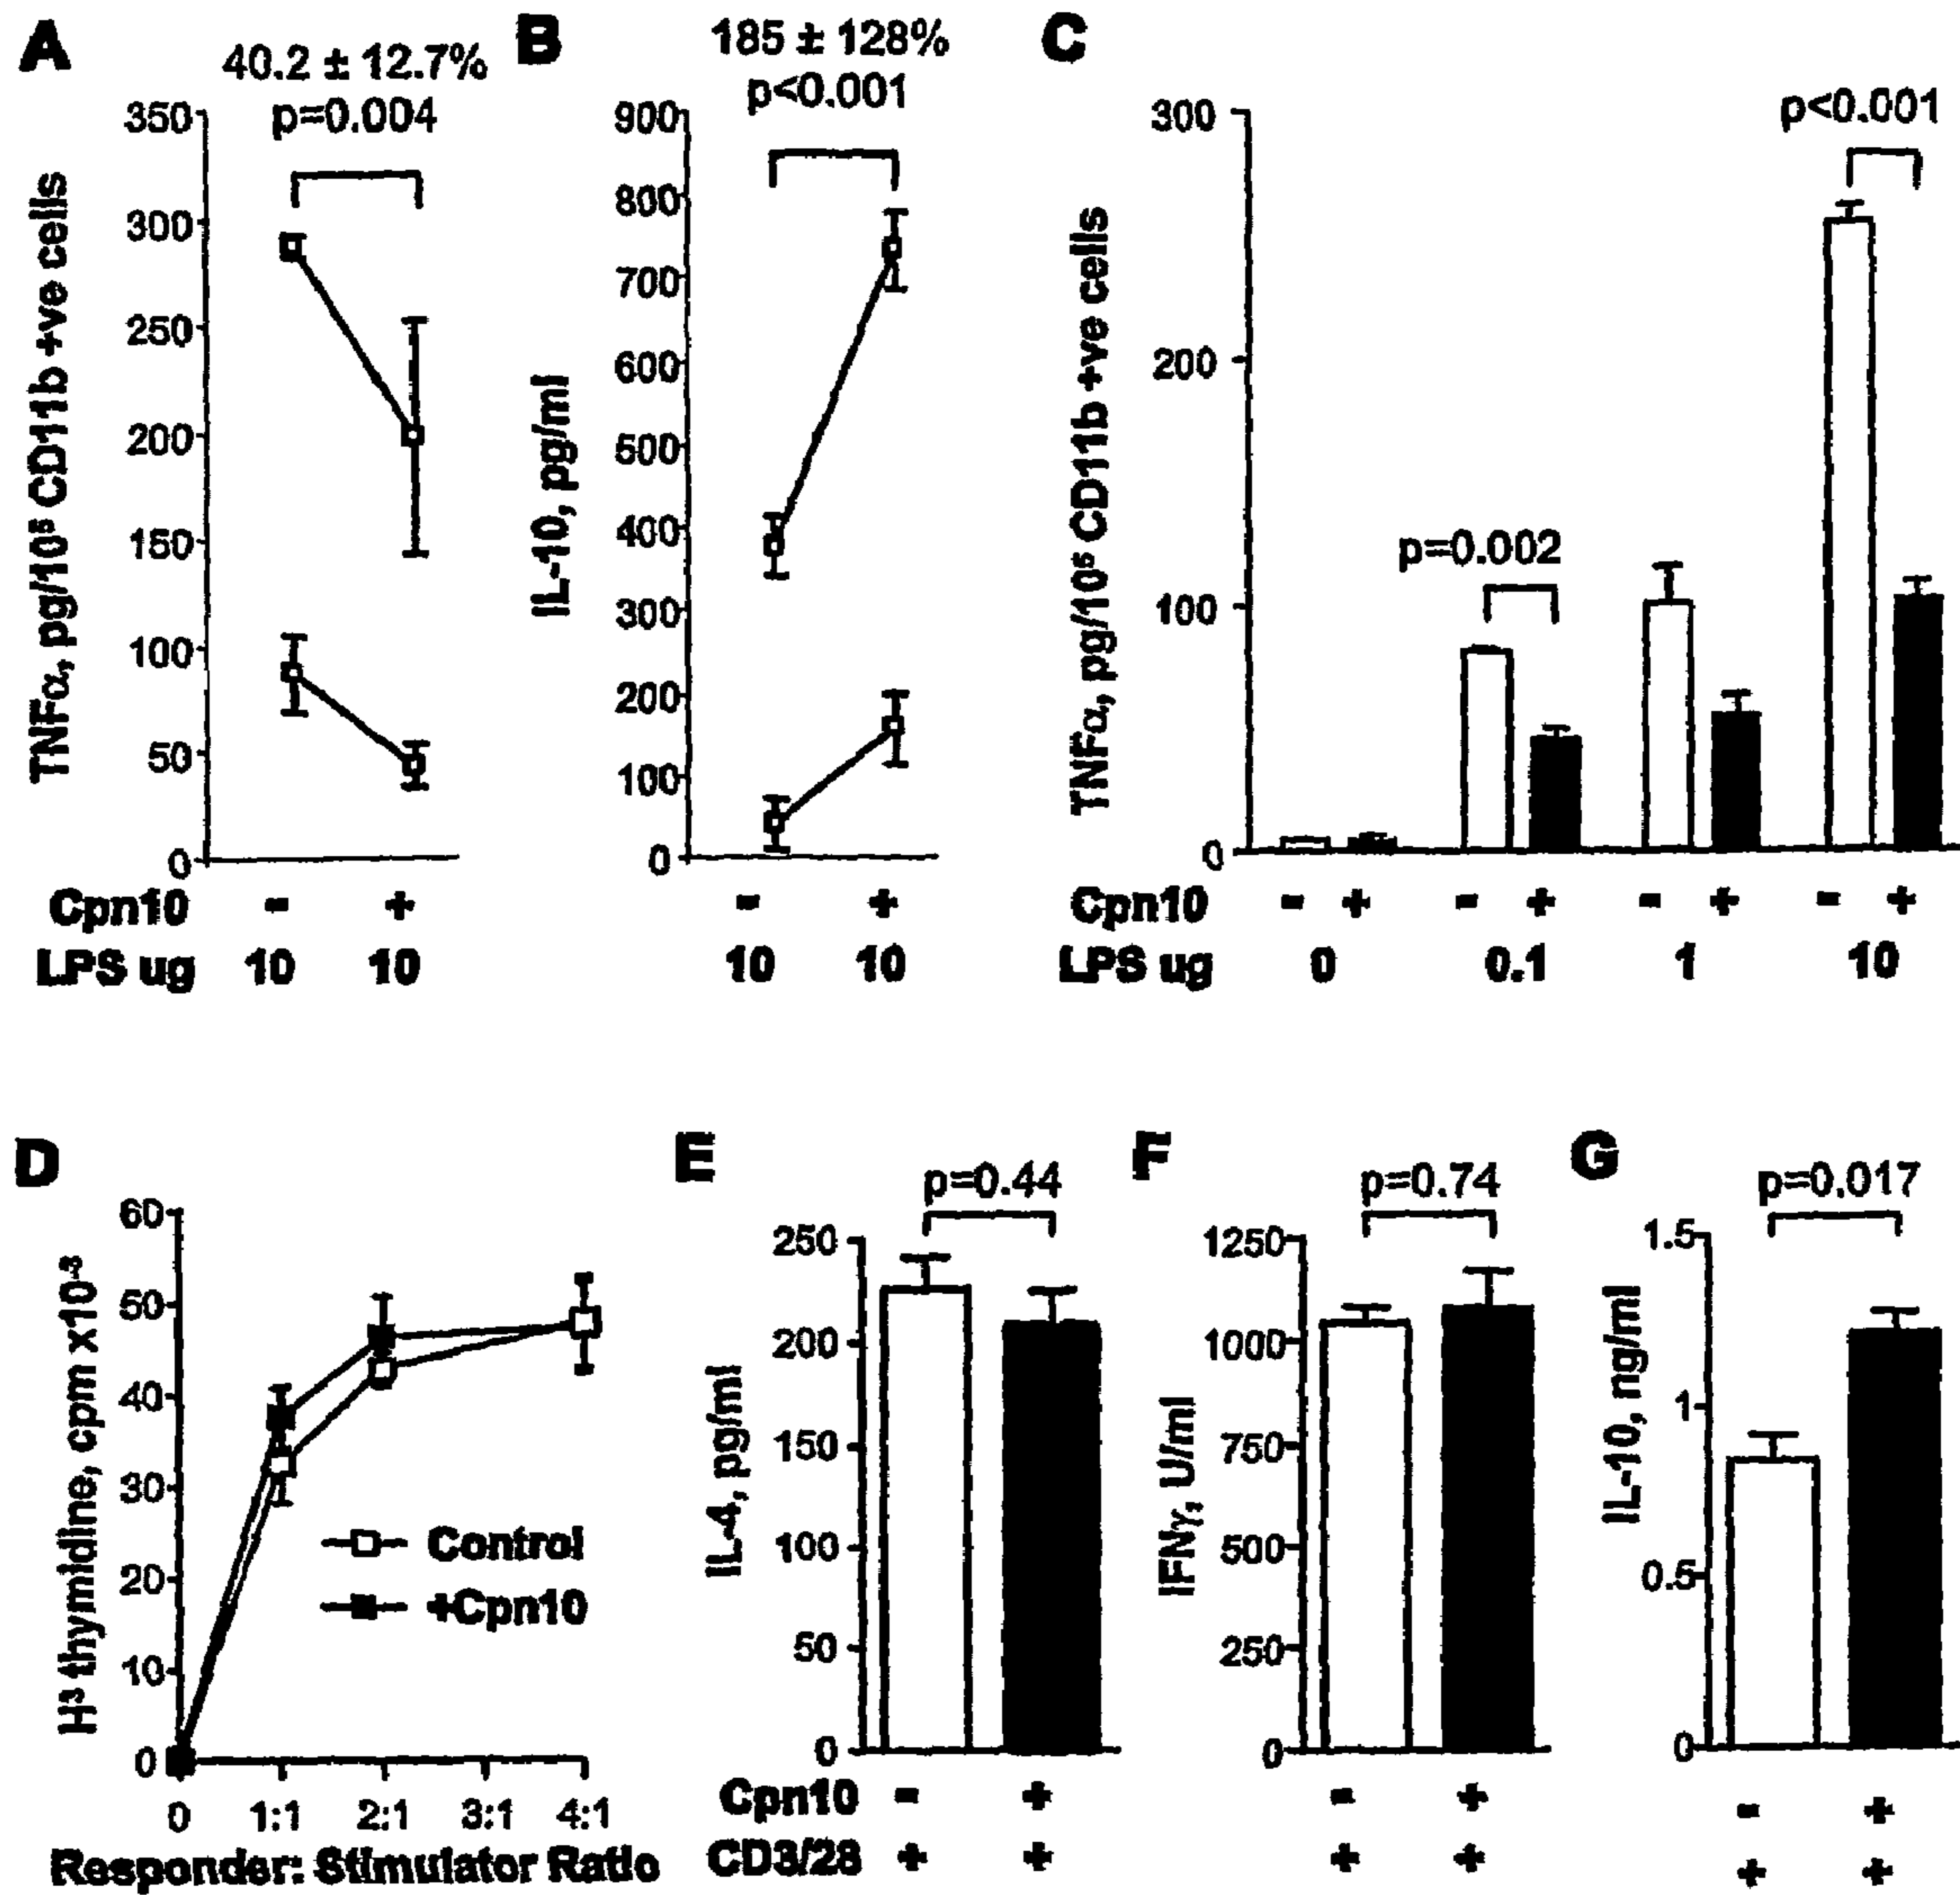 A
40.2 ± 12.7%
p=0.004
TNFα, pg/10⁵ CD11b +ve cells
350
300
250
200
150
100
50
0
Cpn10 - +
LPS ug 10 10
B
185 ± 128%
p<0.001
IL-10, pg/ml
900
800
700
600
500
400
300
200
100
0
- +
10 10
C
p<0.001
p=0.002
TNFα, pg/10⁵ CD11b +ve cells
300
200
100
0
Cpn10 - + - + - + - +
LPS ug 0 0.1 1 10
D
H³ thymidine, cpm x10⁻³
60
50
40
30
20
10
0
Control
+Cpn10
0 1:1 2:1 3:1 4:1
Responder: Stimulator Ratio
E
p=0.44
IL-4, pg/ml
250
200
150
100
50
0
Cpn10 - +
CD3/28 + +
F
p=0.74
IFNγ, U/ml
1250
1000
750
500
250
0
- +
+ +
G
p=0.017
IL-10, ng/ml
1.5
1
0.5
0
- +
+ +